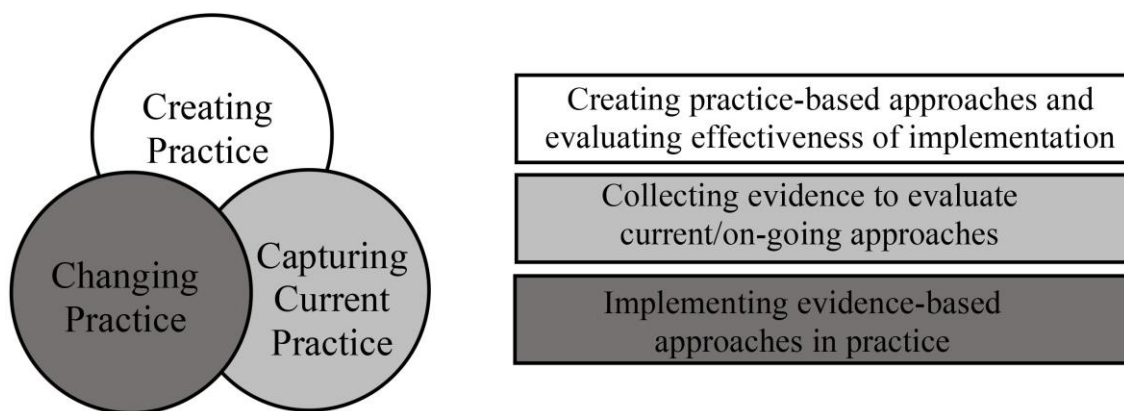 Creating
Practice
Changing
Practice
Capturing
Current
Practice
Creating practice-based approaches and
evaluating effectiveness of implementation
Collecting evidence to evaluate
current/on-going approaches
Implementing evidence-based
approaches in practice